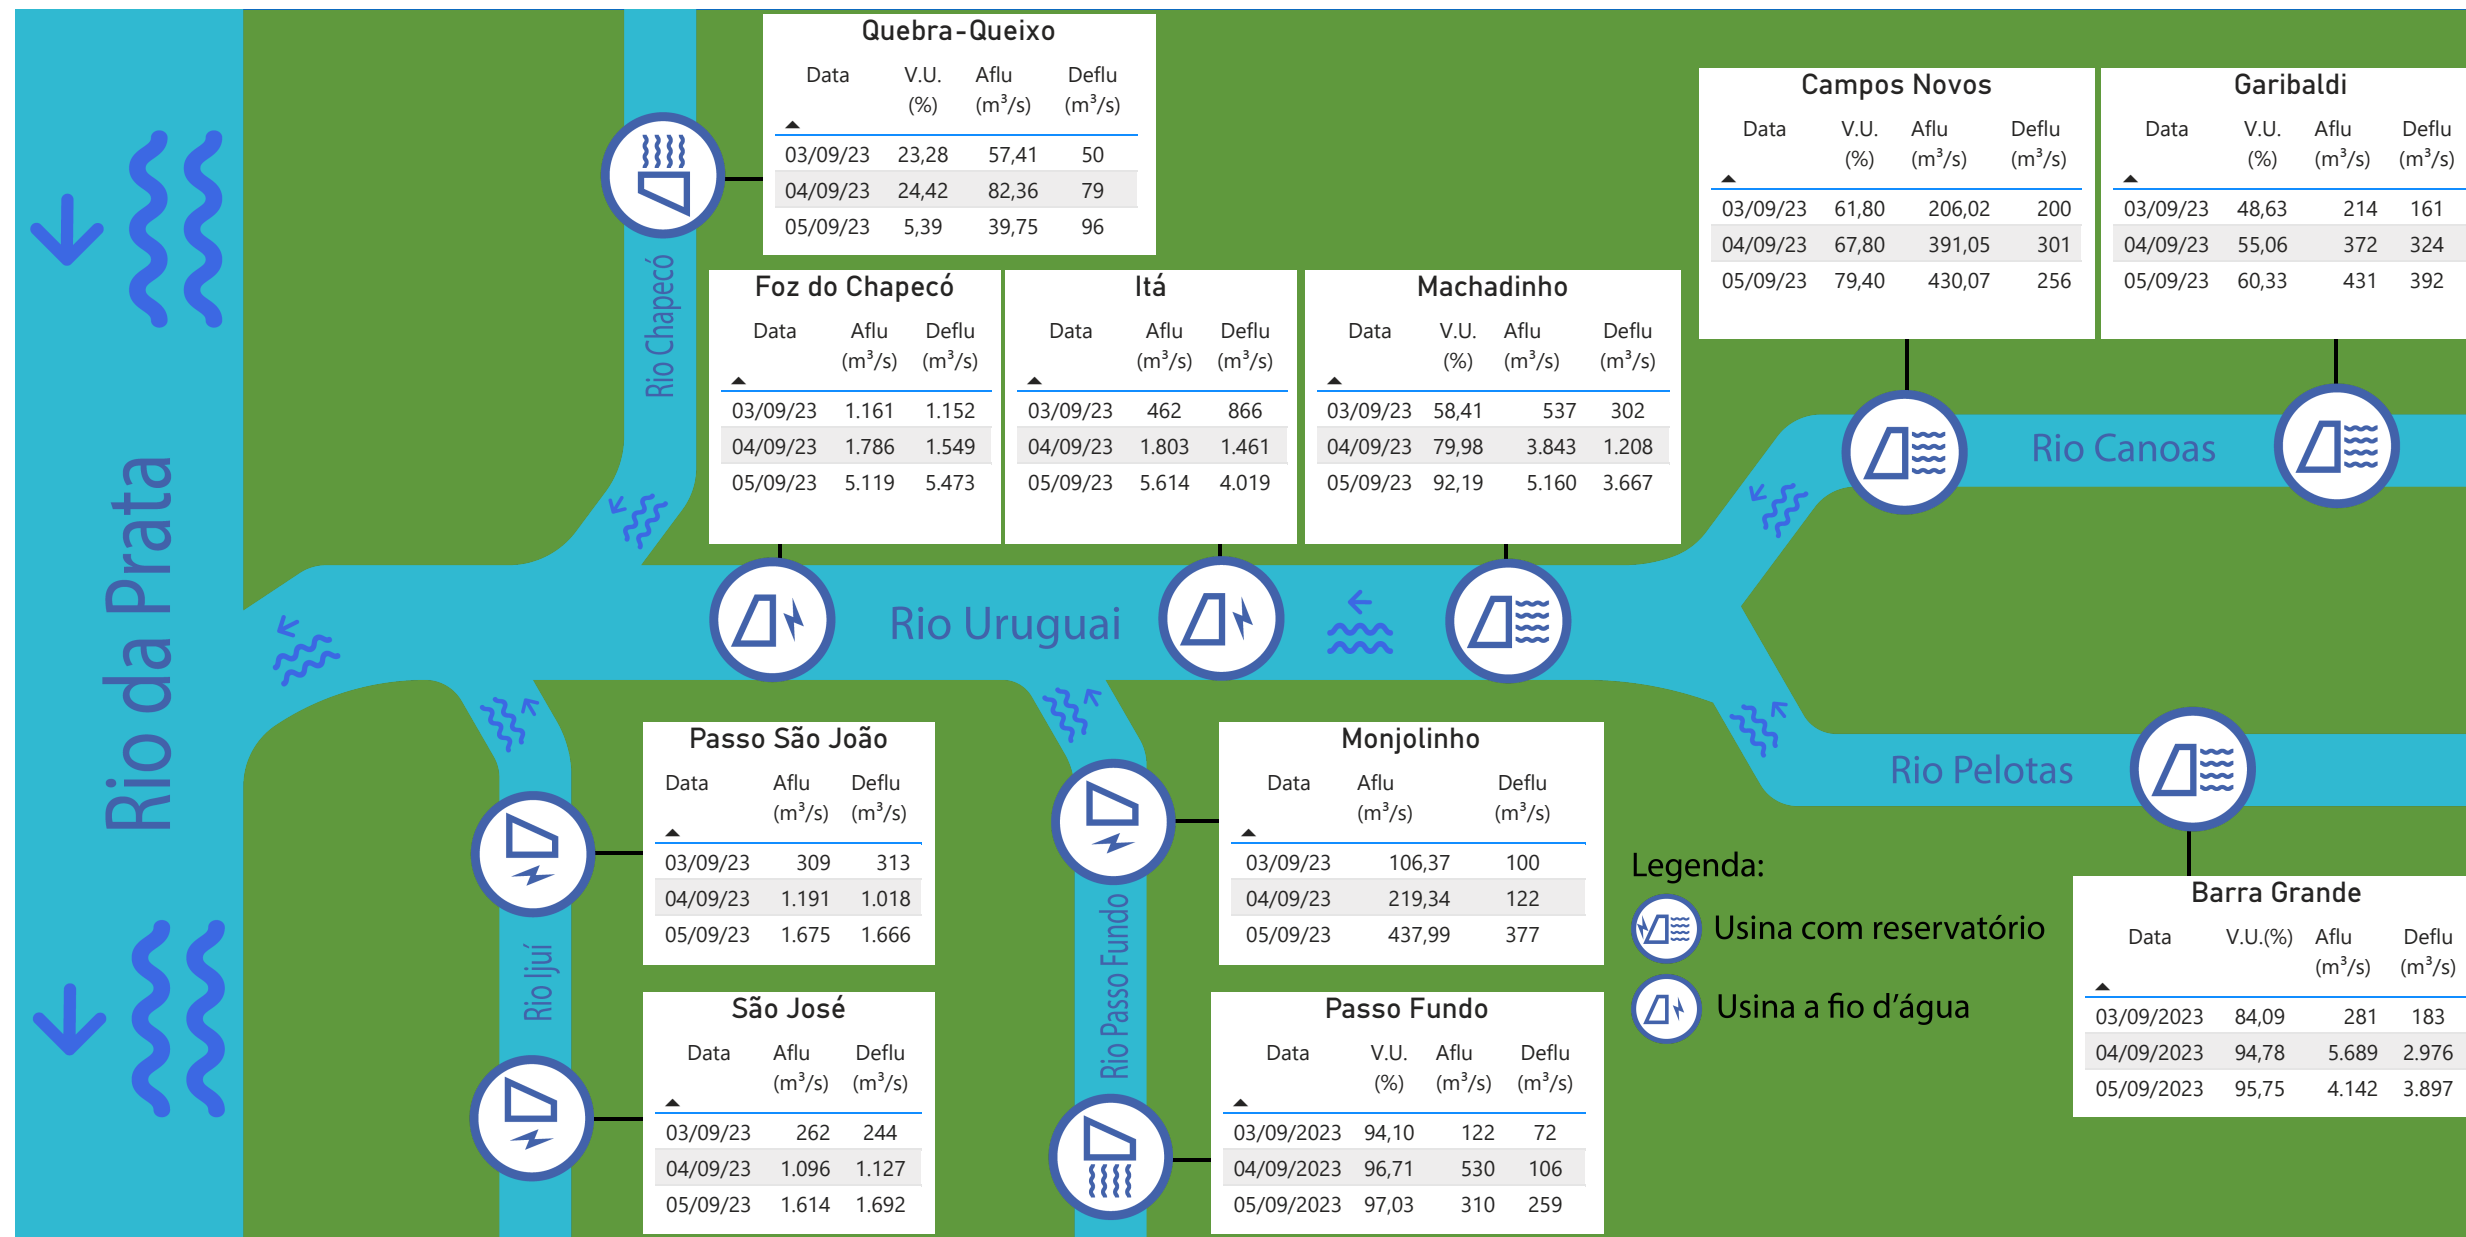 Quebra-Queixo
Data V.U. Aflu Deflu
(%) (m³/s) (m³/s)
03/09/23 23,28 57,41 50
04/09/23 24,42 82,36 79
05/09/23 5,39 39,75 96
Campos Novos
Data V.U. Aflu Deflu
(%) (m³/s) (m³/s)
03/09/23 61,80 206,02 200
04/09/23 67,80 391,05 301
05/09/23 79,40 430,07 256
Garibaldi
Data V.U. Aflu Deflu
(%) (m³/s) (m³/s)
03/09/23 48,63 214 161
04/09/23 55,06 372 324
05/09/23 60,33 431 392
Rio Chapecó
Foz do Chapecó
Data Aflu Deflu
(m³/s) (m³/s)
03/09/23 1.161 1.152
04/09/23 1.786 1.549
05/09/23 5.119 5.473
Itá
Data Aflu Deflu
(m³/s) (m³/s)
03/09/23 462 866
04/09/23 1.803 1.461
05/09/23 5.614 4.019
Machadinho
Data V.U. Aflu Deflu
(%) (m³/s) (m³/s)
03/09/23 58,41 537 302
04/09/23 79,98 3.843 1.208
05/09/23 92,19 5.160 3.667
Rio Canoas
Rio da Prata
Rio Uruguai
Rio Pelotas
Passo São João
Data Aflu Deflu
(m³/s) (m³/s)
03/09/23 309 313
04/09/23 1.191 1.018
05/09/23 1.675 1.666
Monjolinho
Data Aflu Deflu
(m³/s) (m³/s)
03/09/23 106,37 100
04/09/23 219,34 122
05/09/23 437,99 377
Rio Ijuí
Rio Passo Fundo
Legenda:
Usina com reservatório
Usina a fio d’água
Barra Grande
Data V.U.(%) Aflu Deflu
(m³/s) (m³/s)
03/09/2023 84,09 281 183
04/09/2023 94,78 5.689 2.976
05/09/2023 95,75 4.142 3.897
São José
Data Aflu Deflu
(m³/s) (m³/s)
03/09/23 262 244
04/09/23 1.096 1.127
05/09/23 1.614 1.692
Passo Fundo
Data V.U. Aflu Deflu
(%) (m³/s) (m³/s)
03/09/2023 94,10 122 72
04/09/2023 96,71 530 106
05/09/2023 97,03 310 259